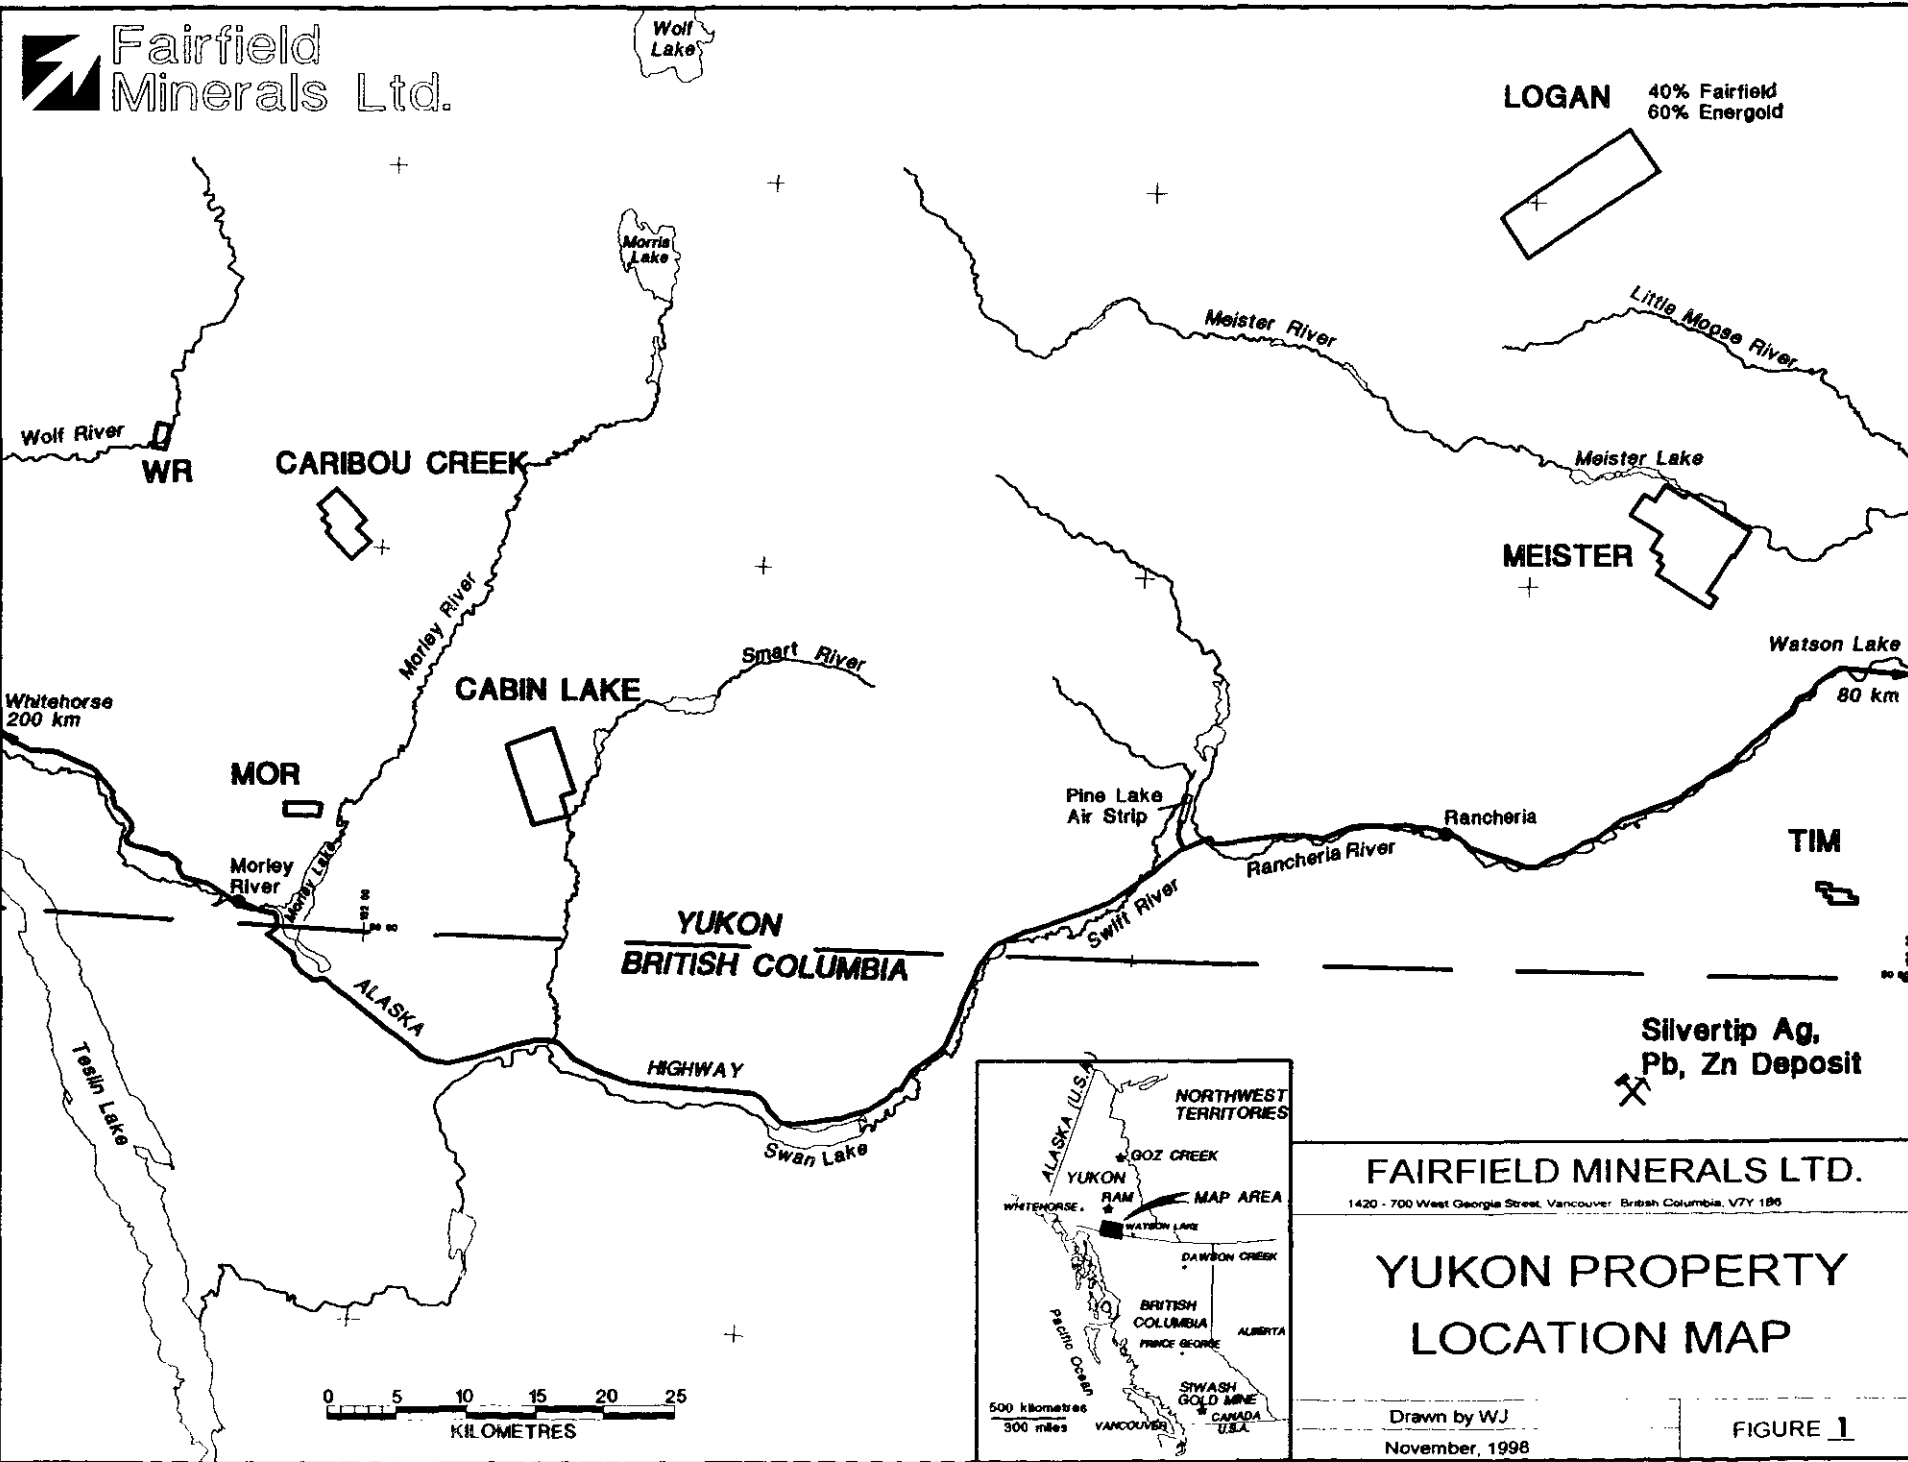 Fairfield
Minerals Ltd.
Wolf
Lake
LOGAN
40% Fairfield
60% Energold
Morris
Lake
Meister River
Little Moose River
Wolf River
WR
CARIBOU CREEK
Meister Lake
MEISTER
Morley River
Smart River
CABIN LAKE
Watson Lake
80 km
Whitehorse
200 km
MOR
Pine Lake
Air Strip
Rancheria
Rancheria River
TIM
Morley
River
Morley Lake
Swift River
YUKON
BRITISH COLUMBIA
ALASKA
HIGHWAY
Teslin Lake
Swan Lake
Silvertip Ag,
Pb, Zn Deposit
ALASKA (U.S.A.)
NORTHWEST
TERRITORIES
GOZ CREEK
YUKON
RAM
MAP AREA
WHITEHORSE
WATSON LAKE
DAWSON CREEK
BRITISH
COLUMBIA
ALBERTA
PRINCE GEORGE
Pacific Ocean
SIWASH
GOLD MINE
CANADA
U.S.A.
VANCOUVER
500 kilometres
300 miles
0 5 10 15 20 25
KILOMETRES
FAIRFIELD MINERALS LTD.
1420 - 700 West Georgia Street, Vancouver British Columbia, V7Y 1B6
YUKON PROPERTY
LOCATION MAP
Drawn by WJ
November, 1998
FIGURE 1